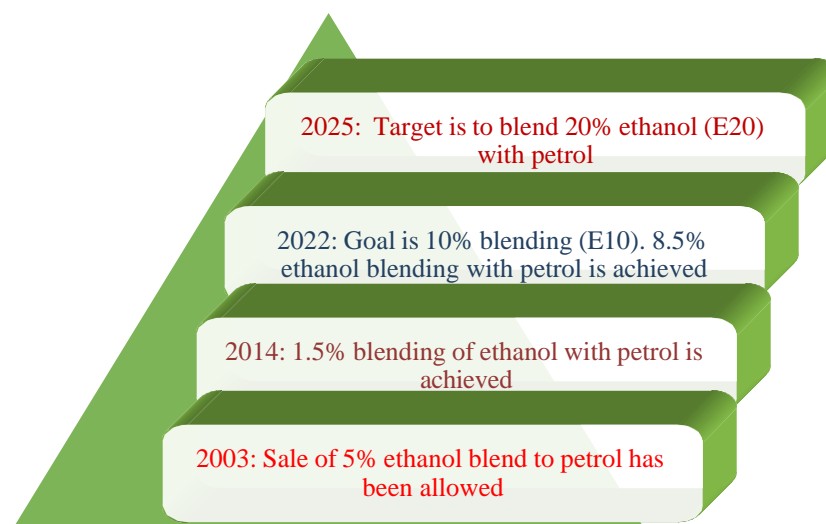 2025:  Target is to blend 20% ethanol (E20)
with petrol
2022: Goal is 10% blending (E10). 8.5%
ethanol blending with petrol is achieved
2014: 1.5% blending of ethanol with petrol is
achieved
2003: Sale of 5% ethanol blend to petrol has
been allowed